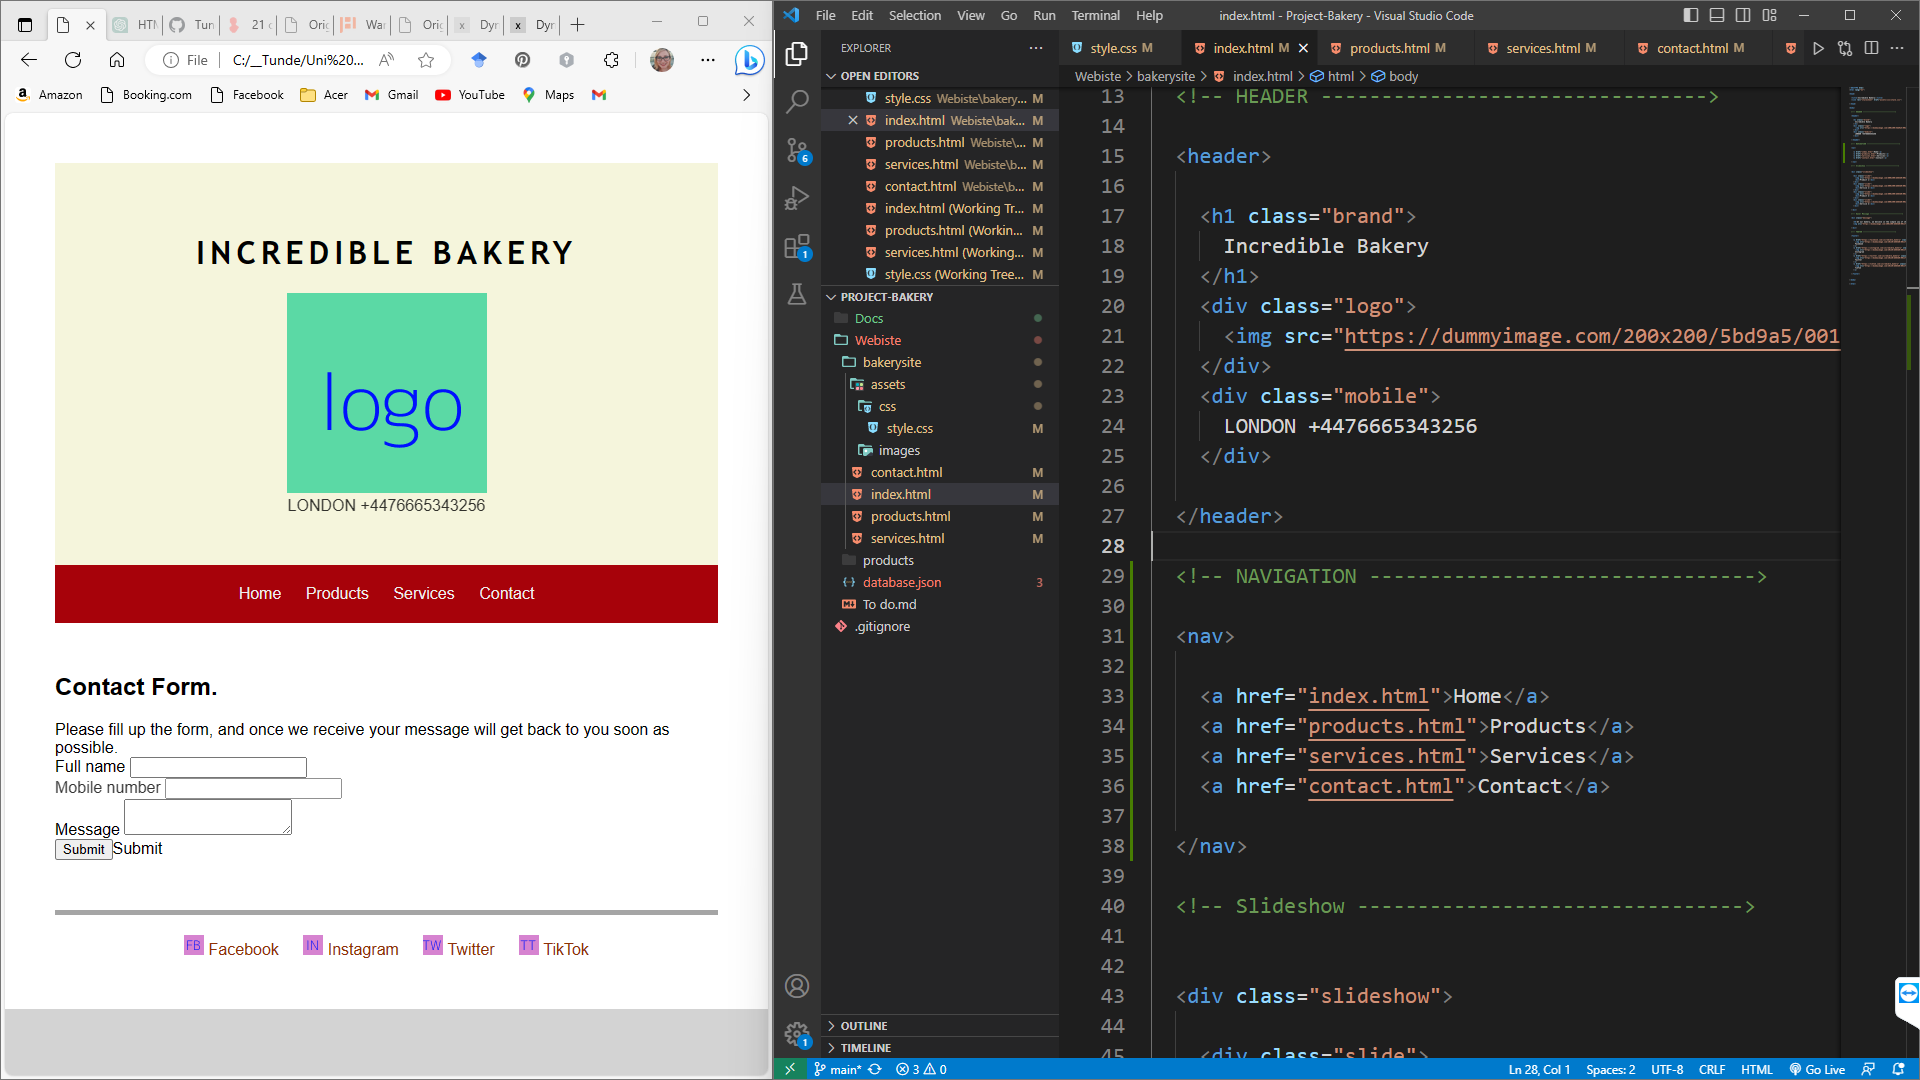 HTM
Tun
21 c
Orig
War
Orig
x Dyr
x Dyr
File C:/__Tunde/Uni%20...
Amazon Booking.com Facebook Acer Gmail YouTube Maps
INCREDIBLE BAKERY
logo
LONDON +4476665343256
Home Products Services Contact
Contact Form.
Please fill up the form, and once we receive your message will get back to you soon as
possible.
Full name
Mobile number
Message
Submit Submit
FB Facebook IN Instagram TW Twitter TT TikTok
File Edit Selection View Go Run Terminal Help index.html - Project-Bakery - Visual Studio Code
6
1
1
EXPLORER ...
OPEN EDITORS
style.css Webiste\bakery... M
index.html Webiste\bak... M
products.html Webiste\... M
services.html Webiste\b... M
contact.html Webiste\b... M
index.html (Working Tr... M
products.html (Workin... M
services.html (Working... M
style.css (Working Tree... M
PROJECT-BAKERY
Docs
Webiste
bakerysite
assets
css
style.css M
images
contact.html M
index.html M
products.html M
services.html M
products
database.json 3
To do.md
.gitignore
OUTLINE
TIMELINE
style.css M index.html M products.html M services.html M contact.html M
Webiste > bakerysite > index.html > html > body
13 <!-- HEADER -------------------------------->
14
15 <header>
16
17 <h1 class="brand">
18 Incredible Bakery
19 </h1>
20 <div class="logo">
21 <img src="https://dummyimage.com/200x200/5bd9a5/001
22 </div>
23 <div class="mobile">
24 LONDON +4476665343256
25 </div>
26
27 </header>
28
29 <!-- NAVIGATION -------------------------------->
30
31 <nav>
32
33 <a href="index.html">Home</a>
34 <a href="products.html">Products</a>
35 <a href="services.html">Services</a>
36 <a href="contact.html">Contact</a>
37
38 </nav>
39
40 <!-- Slideshow -------------------------------->
41
42
43 <div class="slideshow">
44
45 <div class="slide">
main* 3 0 Ln 28, Col 1 Spaces: 2 UTF-8 CRLF HTML Go Live